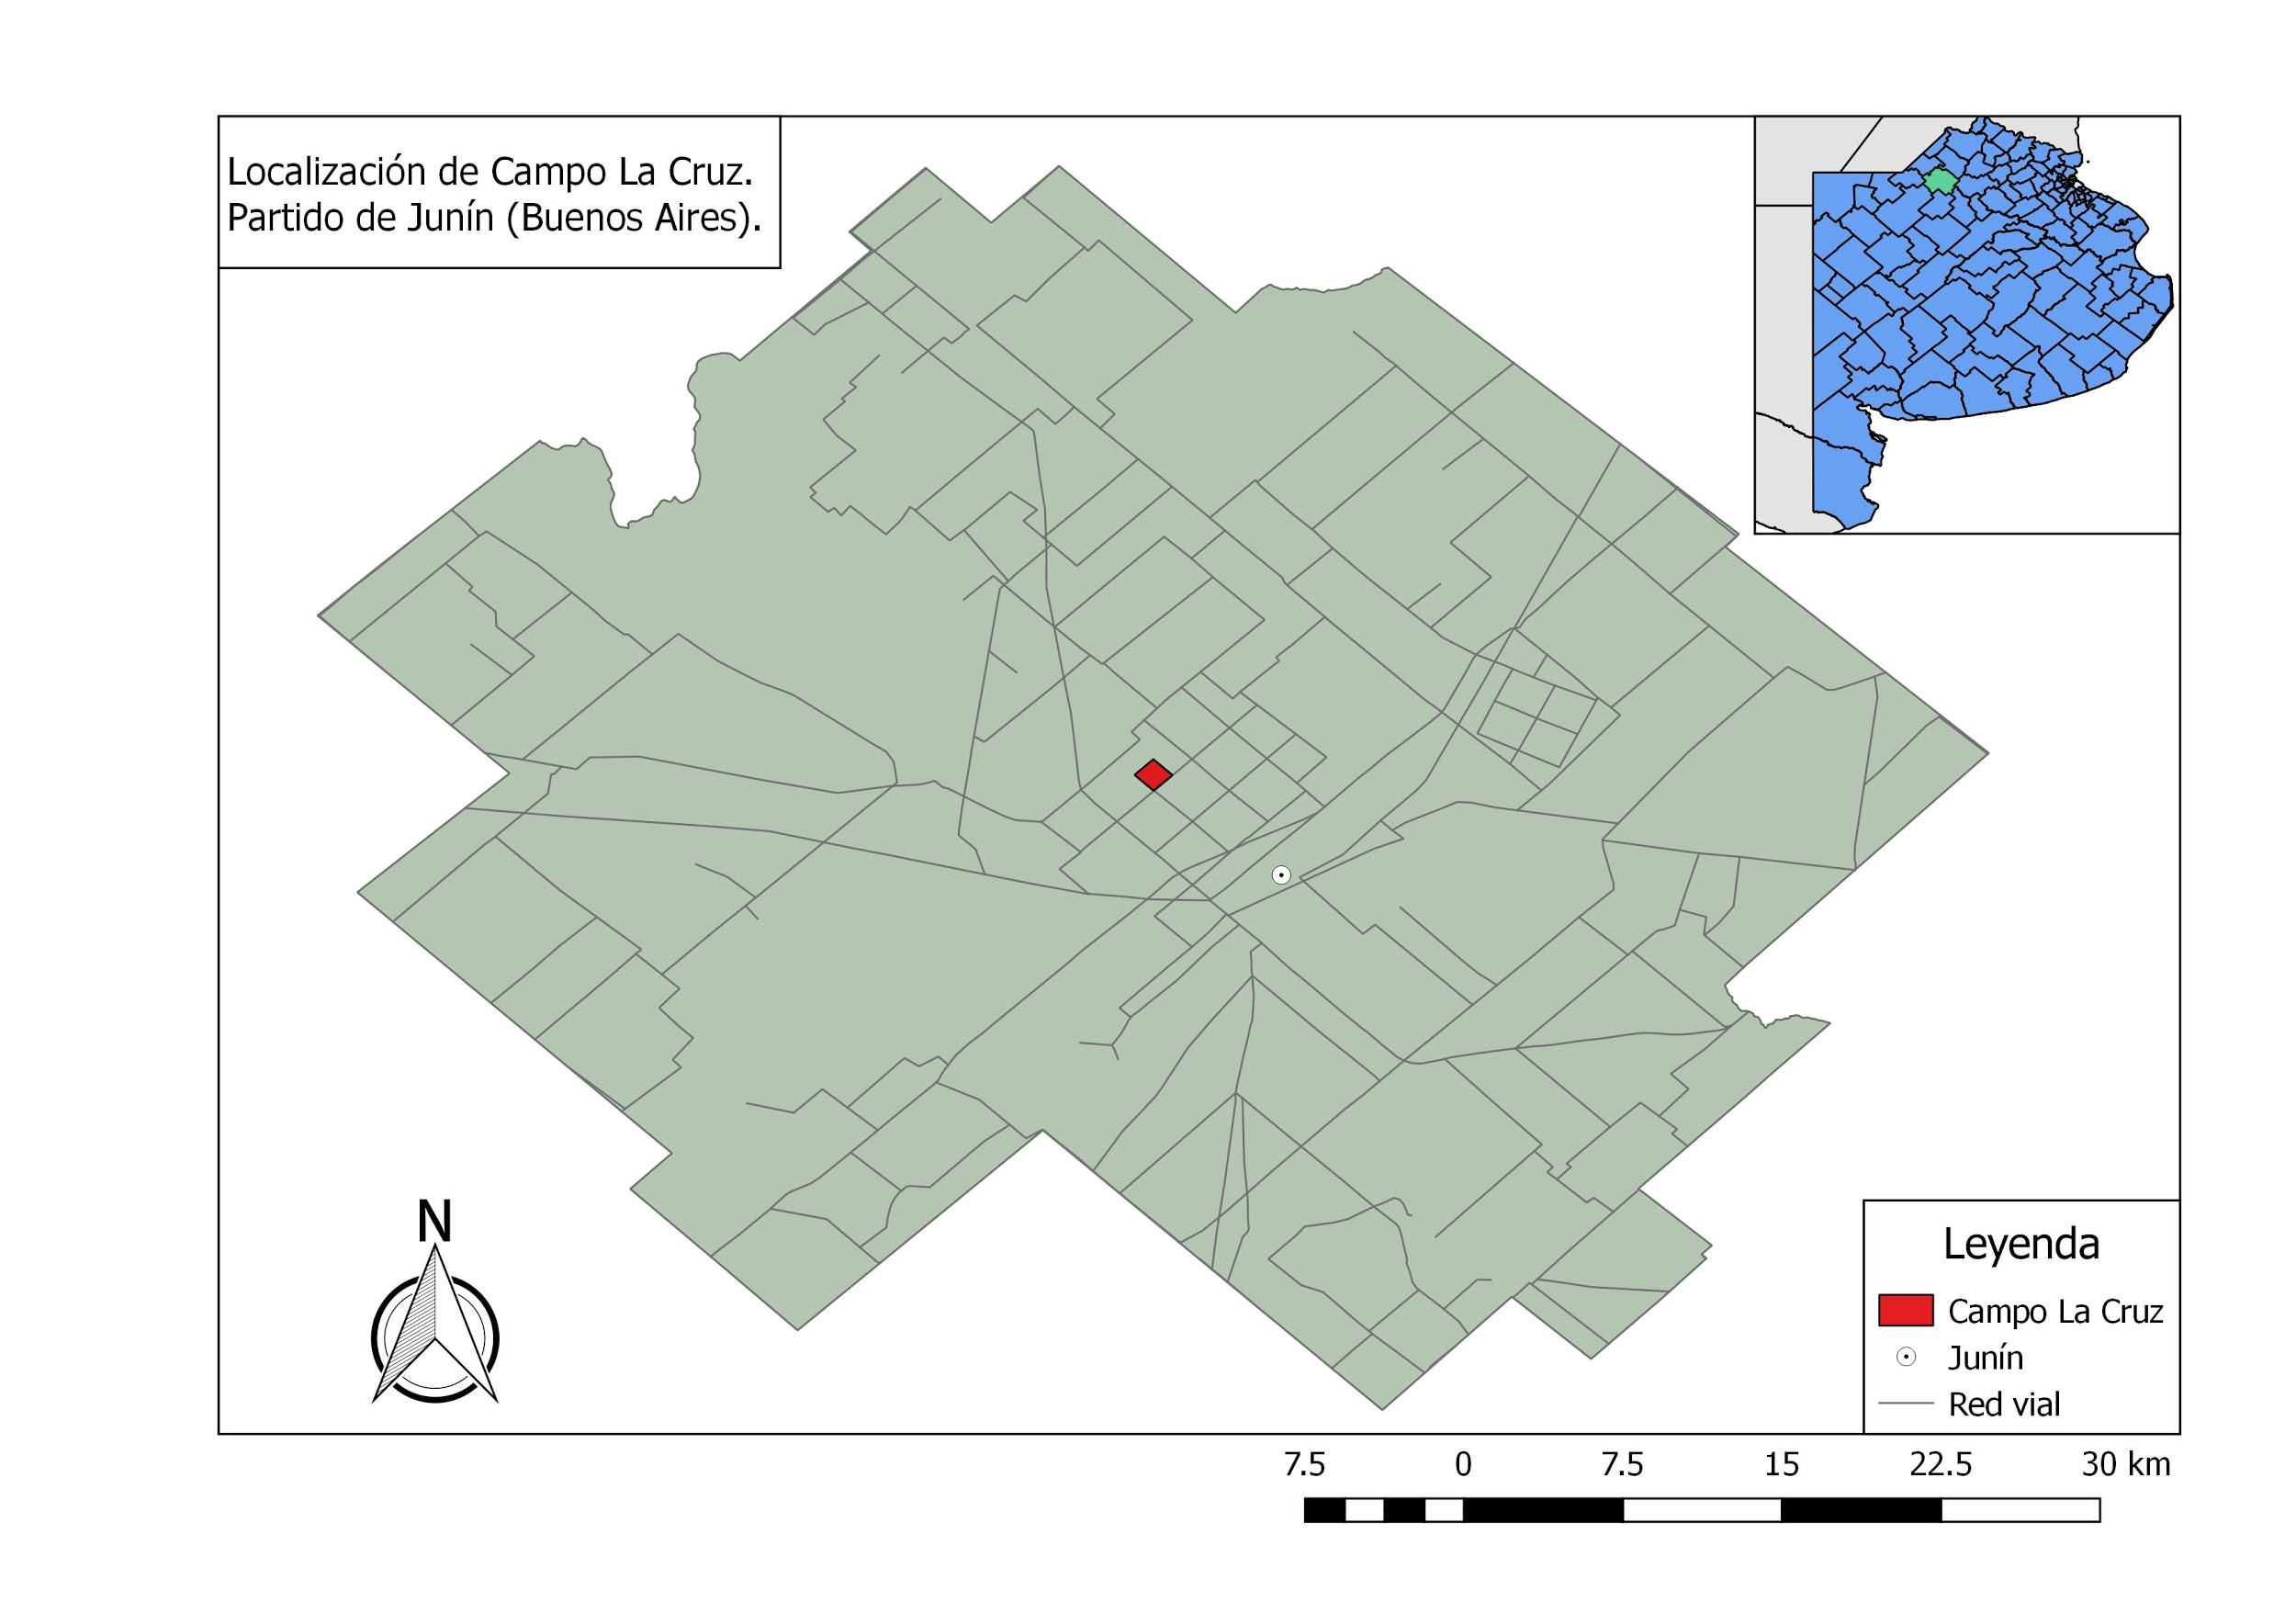 Localización de Campo La Cruz.
Partido de Junín (Buenos Aires).
N
Leyenda
Campo La Cruz
Junín
Red vial
7.5 0 7.5 15 22.5 30 km